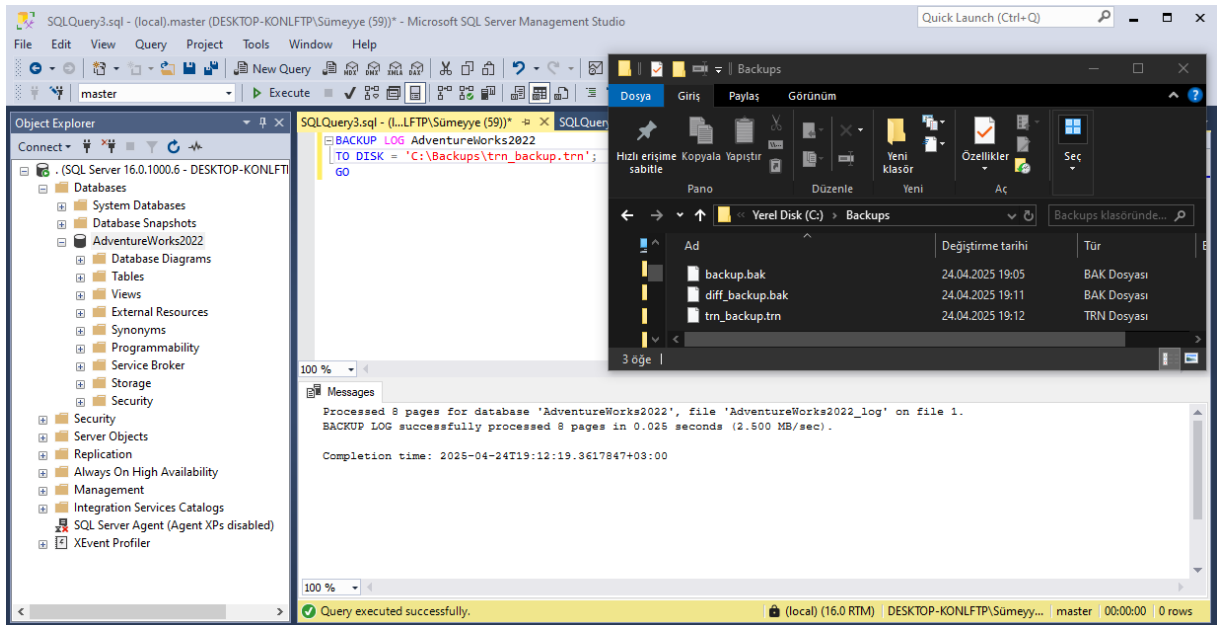 SQLQuery3.sql - (local).master (DESKTOP-KONLFTP\Sümeyye (59))* - Microsoft SQL Server Management Studio
Quick Launch (Ctrl+Q)
File Edit View Query Project Tools Window Help
New Query
MDX DMX XMLA DAX
master
Execute
Object Explorer
Connect
. (SQL Server 16.0.1000.6 - DESKTOP-KONLFT
Databases
System Databases
Database Snapshots
AdventureWorks2022
Database Diagrams
Tables
Views
External Resources
Synonyms
Programmability
Service Broker
Storage
Security
Security
Server Objects
Replication
Always On High Availability
Management
Integration Services Catalogs
SQL Server Agent (Agent XPs disabled)
XEvent Profiler
SQLQuery3.sql - (l...LFTP\Sümeyye (59))*
SQLQuer
BACKUP LOG AdventureWorks2022
TO DISK = 'C:\Backups\trn_backup.trn';
GO
100 %
Messages
Processed 8 pages for database 'AdventureWorks2022', file 'AdventureWorks2022_log' on file 1.
BACKUP LOG successfully processed 8 pages in 0.025 seconds (2.500 MB/sec).
Completion time: 2025-04-24T19:12:19.3617847+03:00
100 %
Query executed successfully.
(local) (16.0 RTM) DESKTOP-KONLFTP\Sümeyy... master 00:00:00 0 rows
Backups
Dosya Giriş Paylaş Görünüm
Hızlı erişime sabitle
Kopyala
Yapıştır
Yeni klasör
Özellikler
Seç
Pano Düzenle Yeni Aç
« Yerel Disk (C:) > Backups
Backups klasöründe...
Ad Değiştirme tarihi Tür
backup.bak 24.04.2025 19:05 BAK Dosyası
diff_backup.bak 24.04.2025 19:11 BAK Dosyası
trn_backup.trn 24.04.2025 19:12 TRN Dosyası
3 öğe